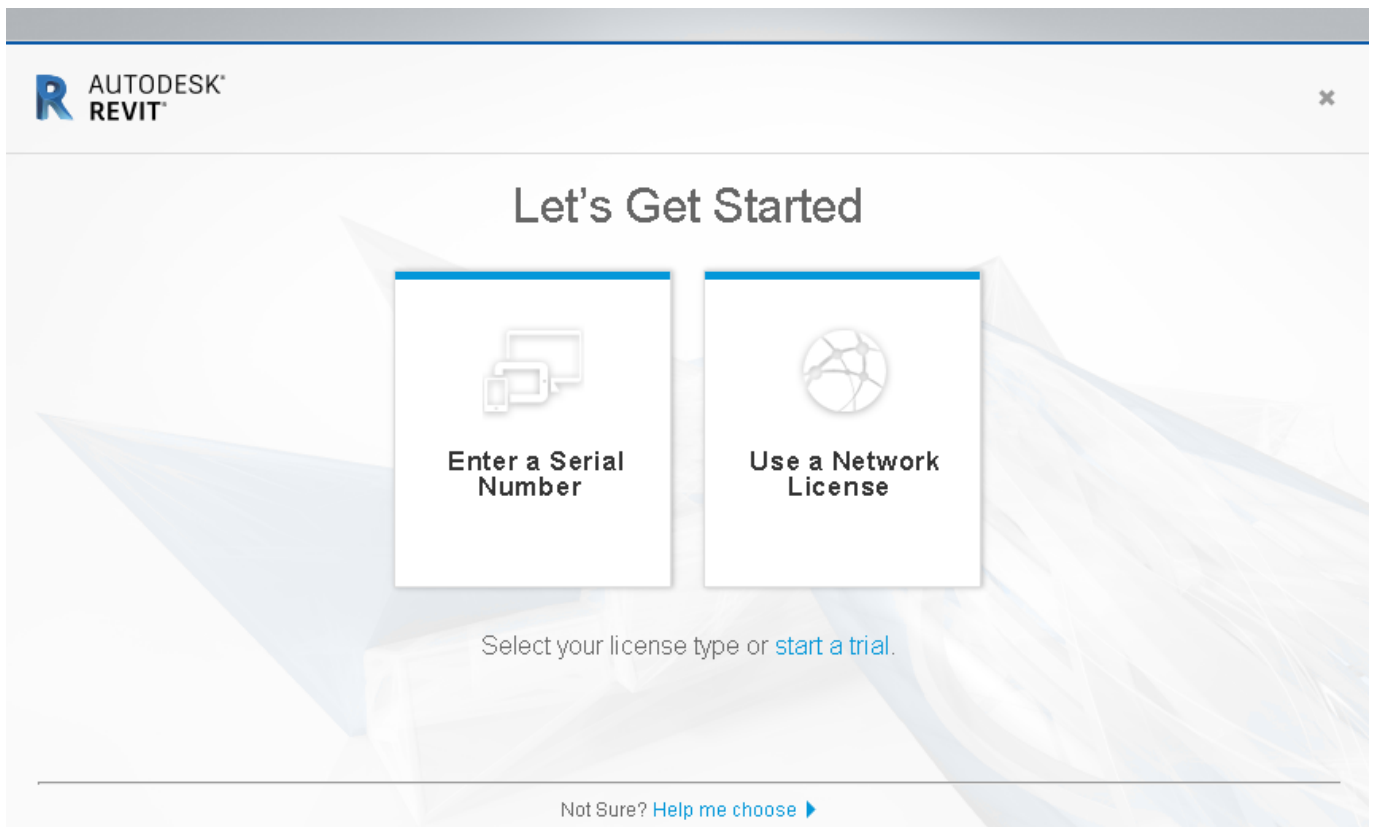 AUTODESK®
REVIT®
Let's Get Started
Enter a Serial
Number
Use a Network
License
Select your license type or start a trial.
Not Sure? Help me choose